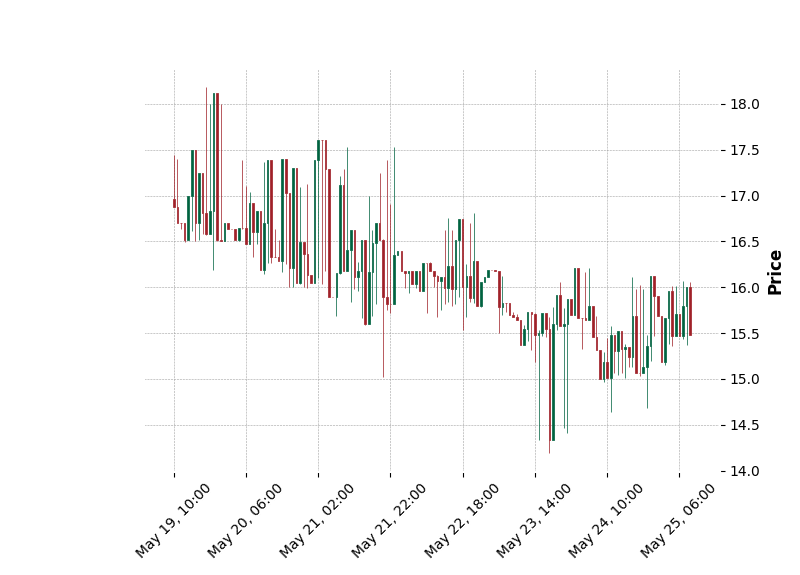 18.0
17.5
17.0
16.5
16.0
15.5
15.0
14.5
14.0
Price
May 19, 10:00
May 20, 06:00
May 21, 02:00
May 21, 22:00
May 22, 18:00
May 23, 14:00
May 24, 10:00
May 25, 06:00